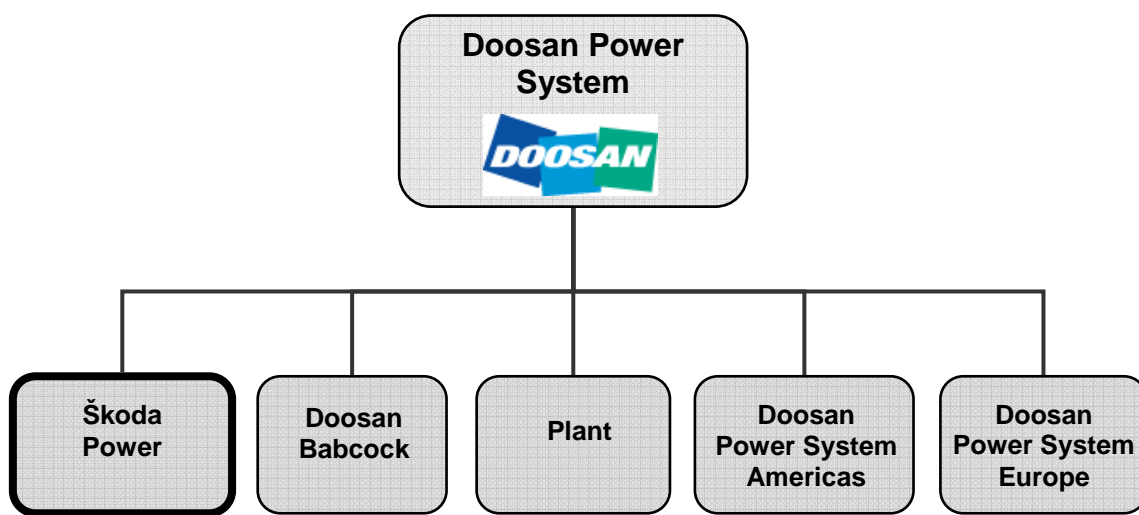 Doosan Power
System
DOOSAN
Škoda
Power
Doosan
Babcock
Plant
Doosan
Power System
Americas
Doosan
Power System
Europe